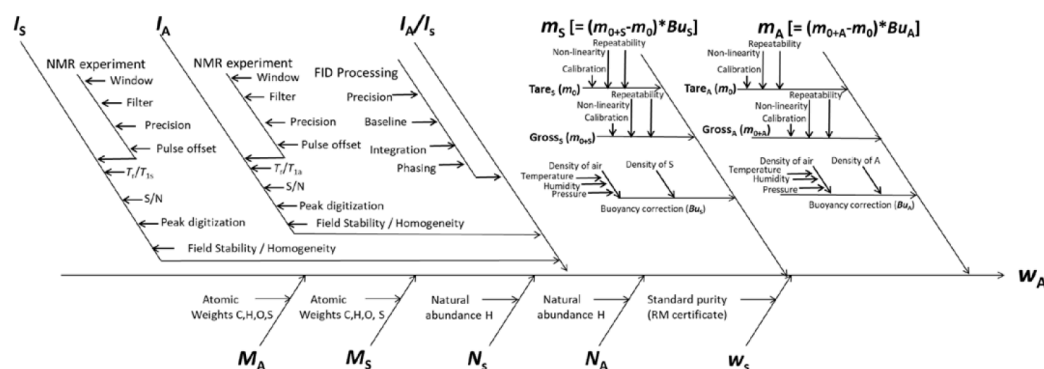 I_S
I_A
I_A/I_s
m_S [= (m_0+S-m_0)*Bu_S]
m_A [= (m_0+A-m_0)*Bu_A]
NMR experiment
Window
Filter
Precision
Pulse offset
T_r/T_1s
S/N
Peak digitization
Field Stability / Homogeneity
NMR experiment
Window
Filter
Precision
Pulse offset
T_r/T_1a
S/N
Peak digitization
Field Stability / Homogeneity
FID Processing
Precision
Baseline
Integration
Phasing
Repeatability
Non-linearity
Calibration
Tare_S (m_0)
Repeatability
Non-linearity
Calibration
Gross_S (m_0+S)
Density of air
Density of S
Temperature
Humidity
Pressure
Buoyancy correction (Bu_S)
Repeatability
Non-linearity
Calibration
Tare_A (m_0)
Repeatability
Non-linearity
Calibration
Gross_A (m_0+A)
Density of air
Density of A
Temperature
Humidity
Pressure
Buoyancy correction (Bu_A)
w_A
Atomic
Weights C,H,O,S
Atomic
Weights C,H,O, S
Natural
abundance H
Natural
abundance H
Standard purity
(RM certificate)
M_A
M_S
N_s
N_A
w_s